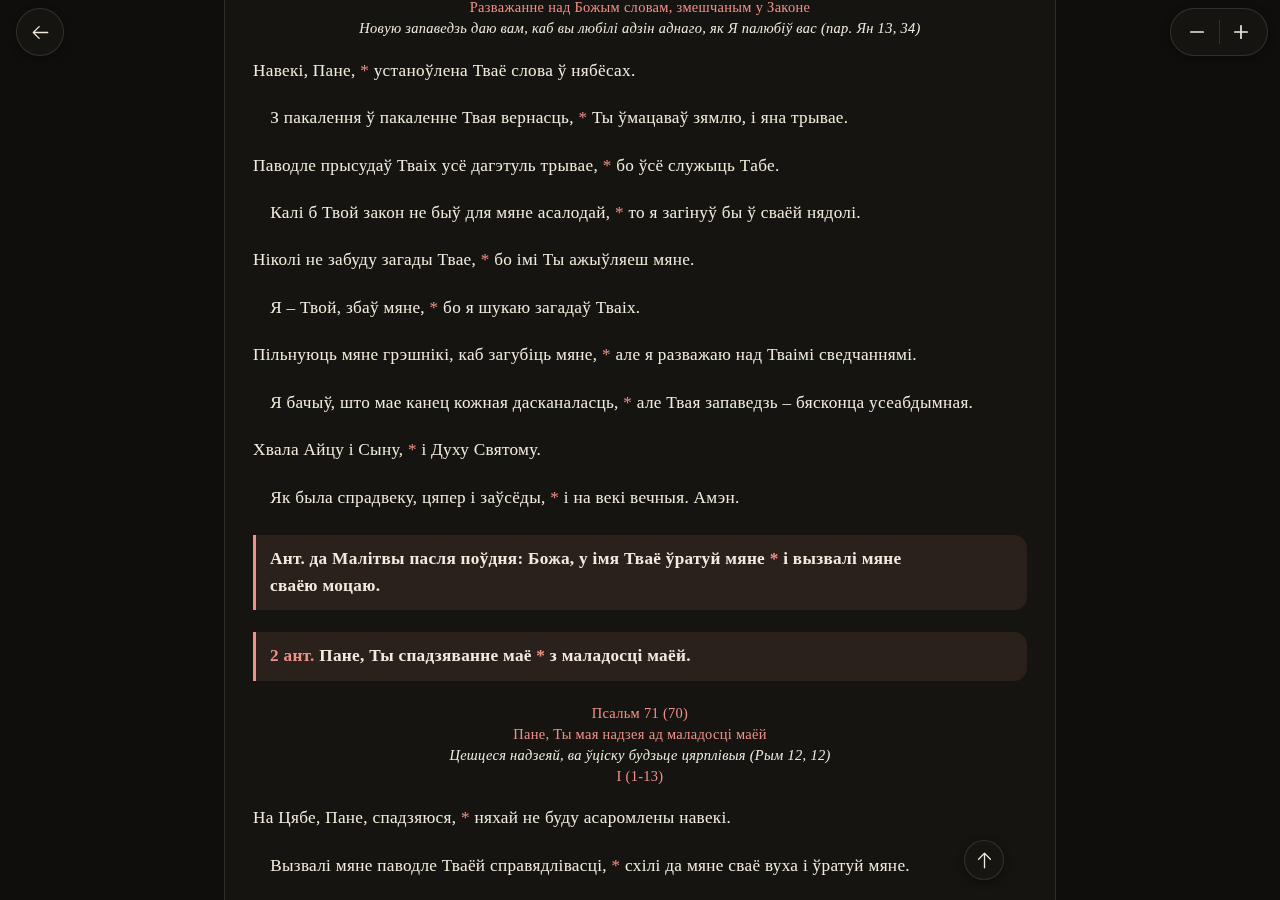 Разважанне над Божым словам, змешчаным у Законе
Новую запаведзь даю вам, каб вы любілі адзін аднаго, як Я палюбіў вас (пар. Ян 13, 34)
Навекі, Пане, * устаноўлена Тваё слова ў нябёсах.
З пакалення ў пакаленне Твая вернасць, * Ты ўмацаваў зямлю, і яна трывае.
Паводле прысудаў Тваіх усё дагэтуль трывае, * бо ўсё служыць Табе.
Калі б Твой закон не быў для мяне асалодай, * то я загінуў бы ў сваёй нядолі.
Ніколі не забуду загады Твае, * бо імі Ты ажыўляеш мяне.
Я – Твой, збаў мяне, * бо я шукаю загадаў Тваіх.
Пільнуюць мяне грэшнікі, каб загубіць мяне, * але я разважаю над Тваімі сведчаннямі.
Я бачыў, што мае канец кожная дасканаласць, * але Твая запаведзь – бясконца усеабдымная.
Хвала Айцу і Сыну, * і Духу Святому.
Як была спрадвеку, цяпер і заўсёды, * і на векі вечныя. Амэн.
Ант. да Малітвы пасля поўдня: Божа, у імя Тваё ўратуй мяне * і вызвалі мяне
сваёю моцаю.
2 ант. Пане, Ты спадзяванне маё * з маладосці маёй.
Псальм 71 (70)
Пане, Ты мая надзея ад маладосці маёй
Цешцеся надзеяй, ва ўціску будзьце цярплівыя (Рым 12, 12)
I (1-13)
На Цябе, Пане, спадзяюся, * няхай не буду асаромлены навекі.
Вызвалі мяне паводле Тваёй справядлівасці, * схілі да мяне сваё вуха і ўратуй мяне.